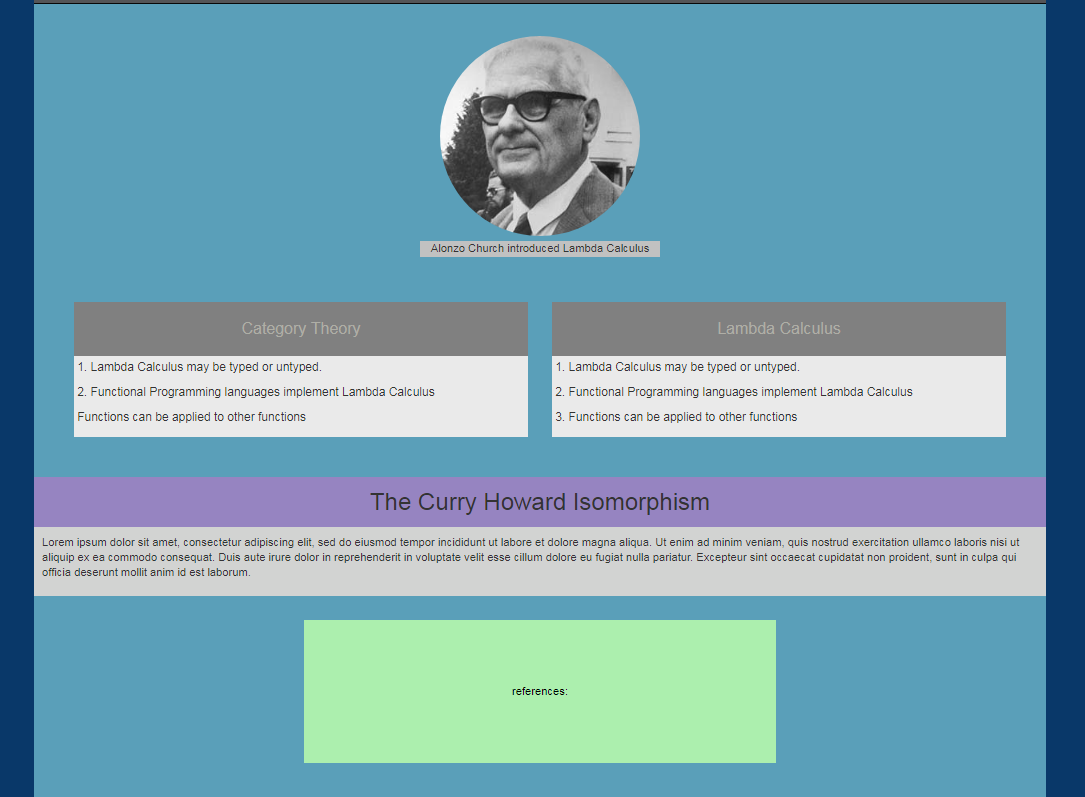 Alonzo Church introduced Lambda Calculus
Category Theory
1. Lambda Calculus may be typed or untyped.
2. Functional Programming languages implement Lambda Calculus
Functions can be applied to other functions
Lambda Calculus
1. Lambda Calculus may be typed or untyped.
2. Functional Programming languages implement Lambda Calculus
3. Functions can be applied to other functions
The Curry Howard Isomorphism
Lorem ipsum dolor sit amet, consectetur adipiscing elit, sed do eiusmod tempor incididunt ut labore et dolore magna aliqua. Ut enim ad minim veniam, quis nostrud exercitation ullamco laboris nisi ut
aliquip ex ea commodo consequat. Duis aute irure dolor in reprehenderit in voluptate velit esse cillum dolore eu fugiat nulla pariatur. Excepteur sint occaecat cupidatat non proident, sunt in culpa qui
officia deserunt mollit anim id est laborum.
references: